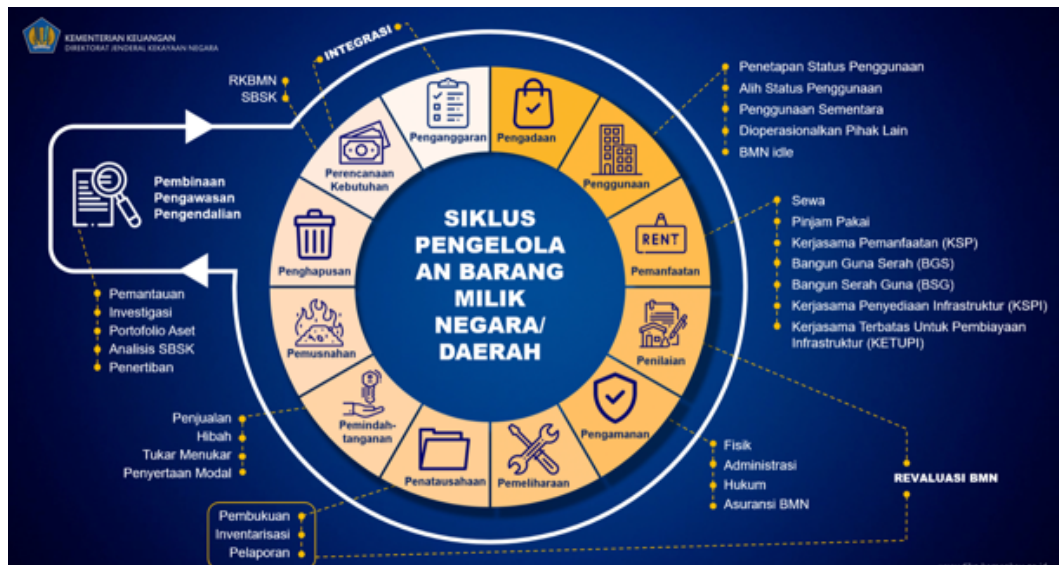 KEMENTERIAN KEUANGAN
DIREKTORAT JENDERAL KEKAYAAN NEGARA
INTEGRASI
RKBMN
SBSK
Penganggaran
Pengadaan
Penggunaan
Pemanfaatan
RENT
Penilaian
Pengamanan
Pemeliharaan
Penatausahaan
Pemindah-
tanganan
Pemusnahan
Penghapusan
Perencanaan
Kebutuhan
SIKLUS
PENGELOLA
AN BARANG
MILIK
NEGARA/
DAERAH
Penetapan Status Penggunaan
Alih Status Penggunaan
Penggunaan Sementara
Dioperasionalkan Pihak Lain
BMN idle
Sewa
Pinjam Pakai
Kerjasama Pemanfaatan (KSP)
Bangun Guna Serah (BGS)
Bangun Serah Guna (BSG)
Kerjasama Penyediaan Infrastruktur (KSPI)
Kerjasama Terbatas Untuk Pembiayaan
Infrastruktur (KETUPI)
Pembinaan
Pengawasan
Pengendalian
Pemantauan
Investigasi
Portofolio Aset
Analisis SBSK
Penertiban
Penjualan
Hibah
Tukar Menukar
Penyertaan Modal
Pembukuan
Inventarisasi
Pelaporan
Fisik
Administrasi
Hukum
Asuransi BMN
REVALUASI BMN